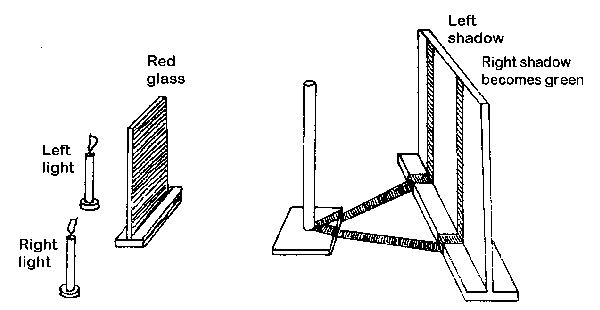 Left
shadow
Right shadow
becomes green
Red
glass
Left
light
Right
light